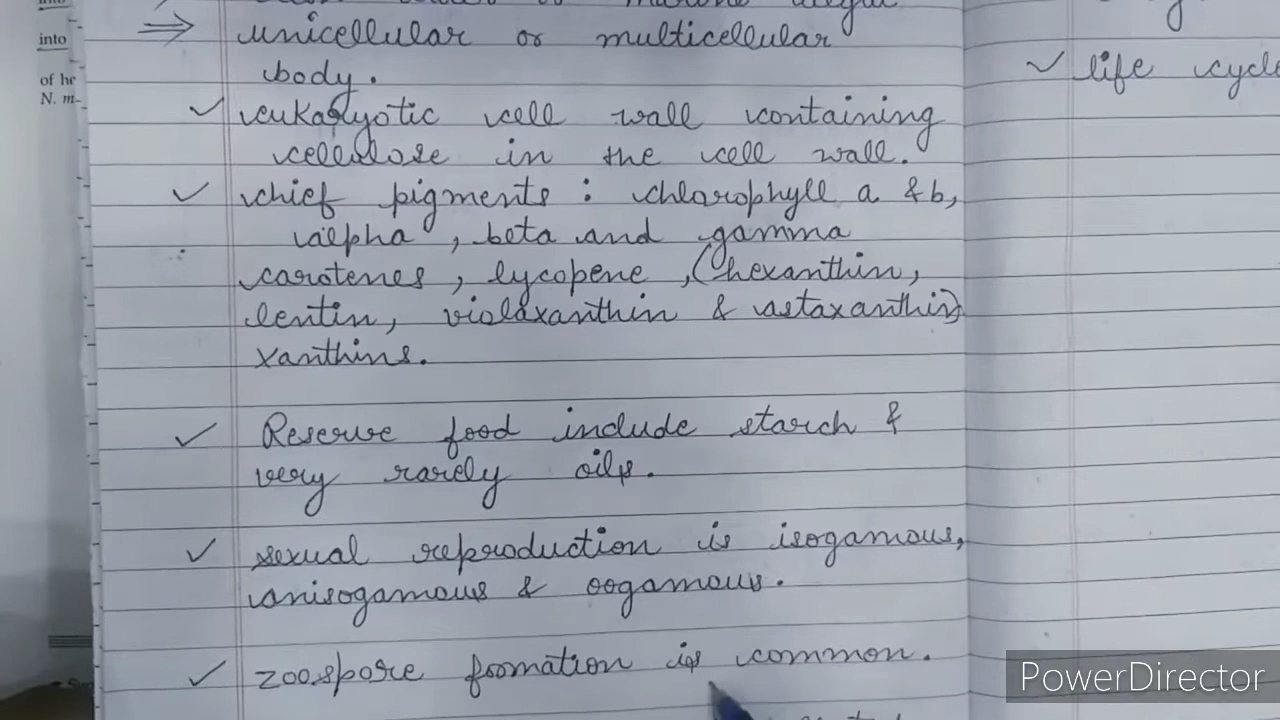 into
of he
N. m-
unicellular or multicellular
body.
eukaryotic cell wall containing
cellulose in the cell wall.
chief pigments : chlorophyll a & b,
alpha , beta and gamma
carotenes , lycopene , (hexanthin,
lentin, violaxanthin & astaxanthin)
xanthins.
Reserve food include starch &
very rarely oils.
sexual reproduction is isogamous,
anisogamous & oogamous.
zoospore formation is common.
life cycle
PowerDirector